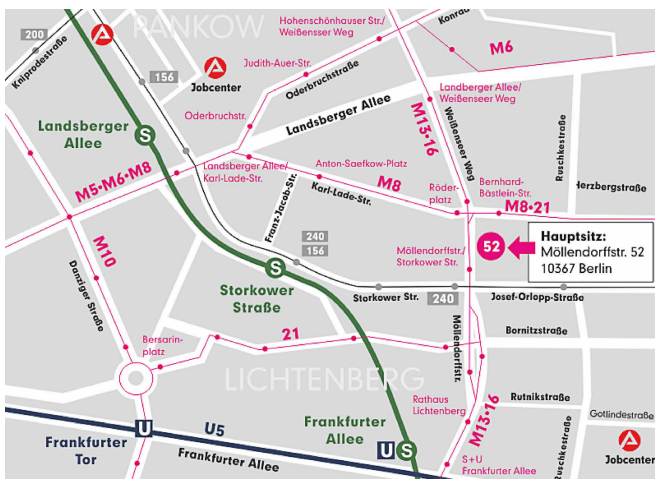 PANKOW
Hohenschönhauser Str./
Weißenseer Weg
Konrad
200
Kniprodestraße
156
Jobcenter
Judith-Auer-Str.
Oderbruchstraße
M6
Oderbruchstr.
Landsberger Allee
Landsberger
Allee
S
Landsberger Allee/
Weißenseer Weg
M13•16
Weißenseer Weg
Ruschkestraße
M5•M6•M8
Landsberger Allee/
Karl-Lade-Str.
Anton-Saefkow-Platz
Karl-Lade-Str.
M8
Röder-
platz
Bernhard-
Bästlein-Str.
Herzbergstraße
M8•21
Franz-Jacob-Str.
M10
Danziger Straße
240
156
S
Storkower
Straße
Möllendorffstr./
Storkower Str.
52
Hauptsitz:
Möllendorffstr. 52
10367 Berlin
Storkower Str.
240
Josef-Orlopp-Straße
Bersarin-
platz
21
Möllendorffstr.
Bornitzstraße
LICHTENBERG
Rathaus
Lichtenberg
M13•16
Rutnikstraße
Gotlindestraße
Frankfurter
Tor
U
U5
Frankfurter Allee
Frankfurter
Allee
U
S
S+U
Frankfurter Allee
Ruschestraße
Jobcenter